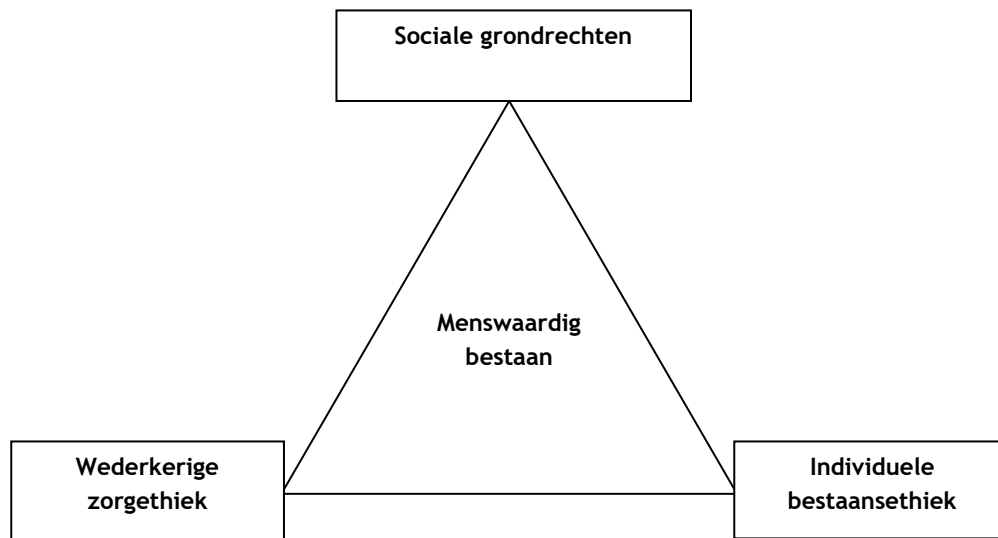 Sociale grondrechten
Menswaardig
bestaan
Wederkerige
zorgethiek
Individuele
bestaansethiek